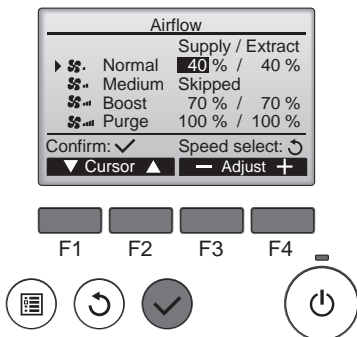 Airflow
Supply / Extract
Normal 40 % / 40 %
Medium Skipped
Boost 70 % / 70 %
Purge 100 % / 100 %
Confirm: ✓ Speed select:
▼ Cursor ▲ — Adjust +
F1 F2 F3 F4